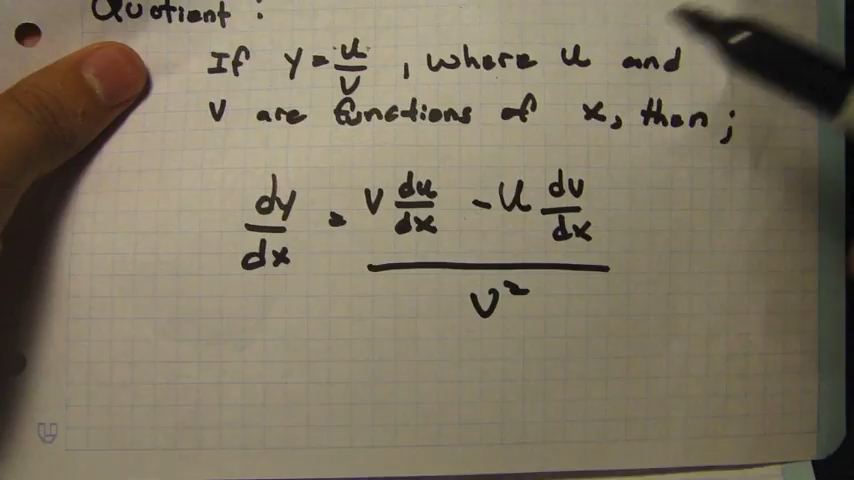 Quotient :
If y = u/v , where u and
v are functions of x, then ;
dy/dx = (v du/dx - u dv/dx) / v²